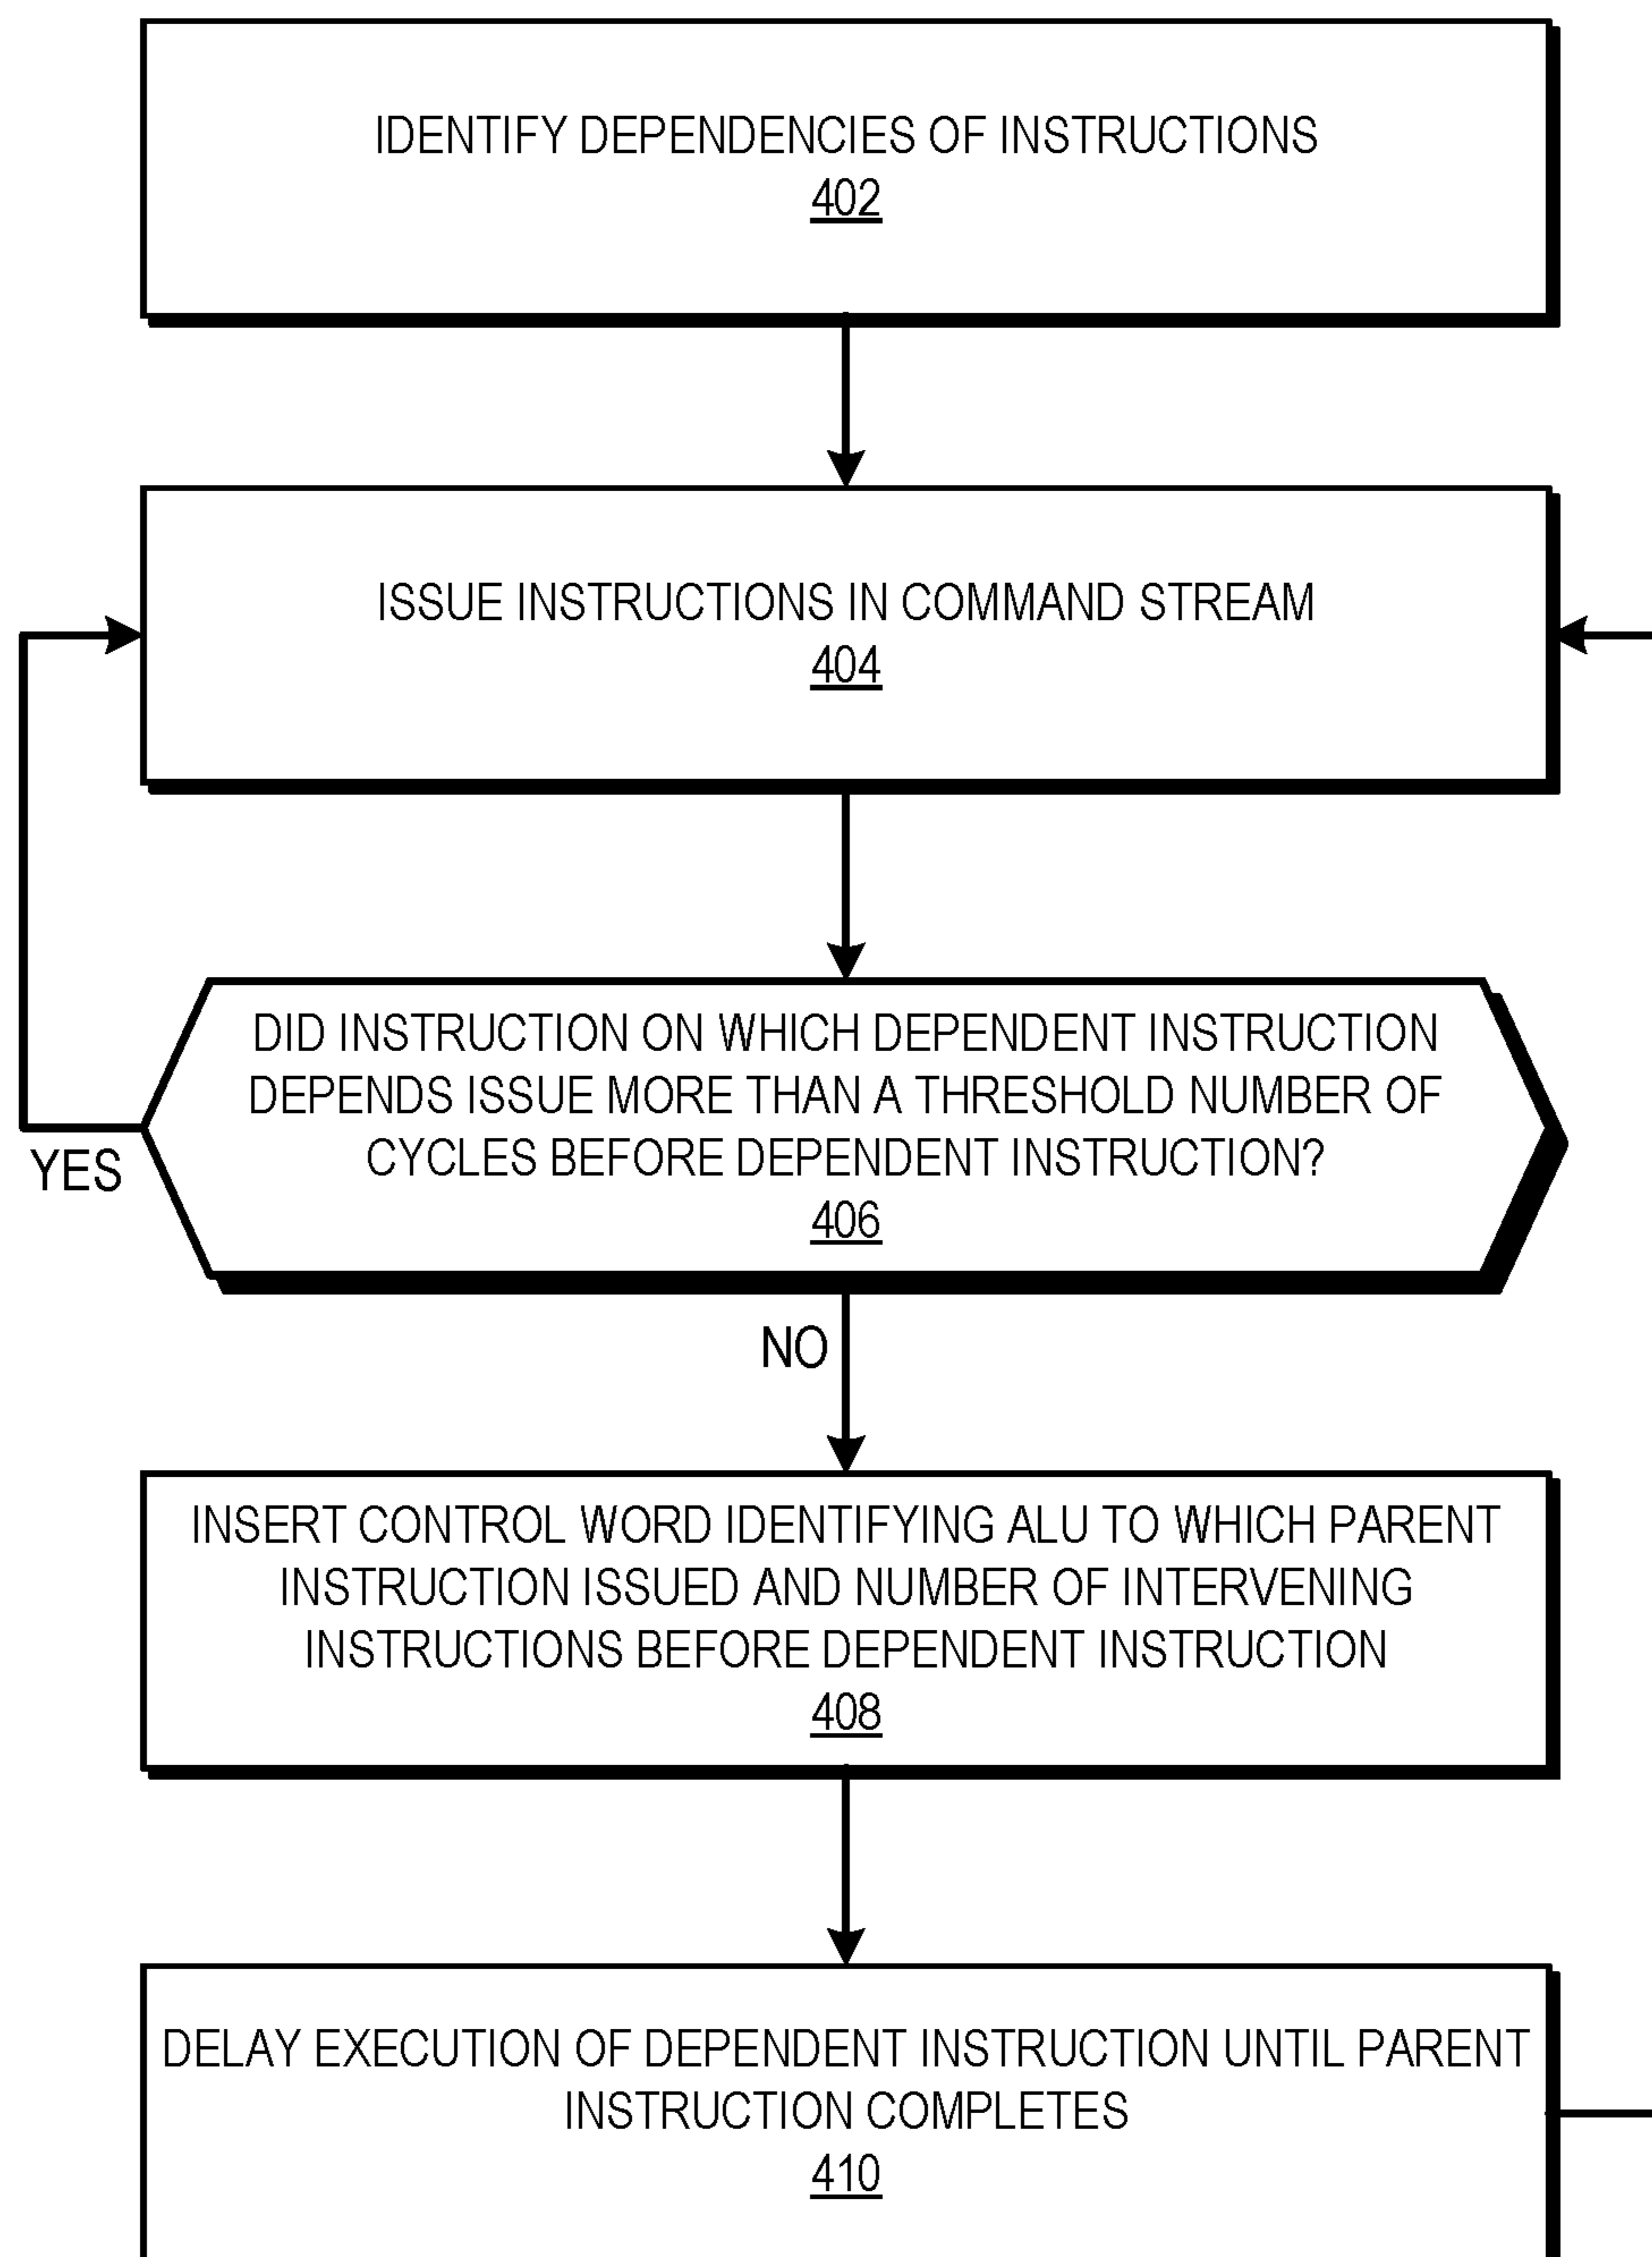 IDENTIFY DEPENDENCIES OF INSTRUCTIONS
402
ISSUE INSTRUCTIONS IN COMMAND STREAM
404
DID INSTRUCTION ON WHICH DEPENDENT INSTRUCTION
DEPENDS ISSUE MORE THAN A THRESHOLD NUMBER OF
CYCLES BEFORE DEPENDENT INSTRUCTION?
406
YES
NO
INSERT CONTROL WORD IDENTIFYING ALU TO WHICH PARENT
INSTRUCTION ISSUED AND NUMBER OF INTERVENING
INSTRUCTIONS BEFORE DEPENDENT INSTRUCTION
408
DELAY EXECUTION OF DEPENDENT INSTRUCTION UNTIL PARENT
INSTRUCTION COMPLETES
410